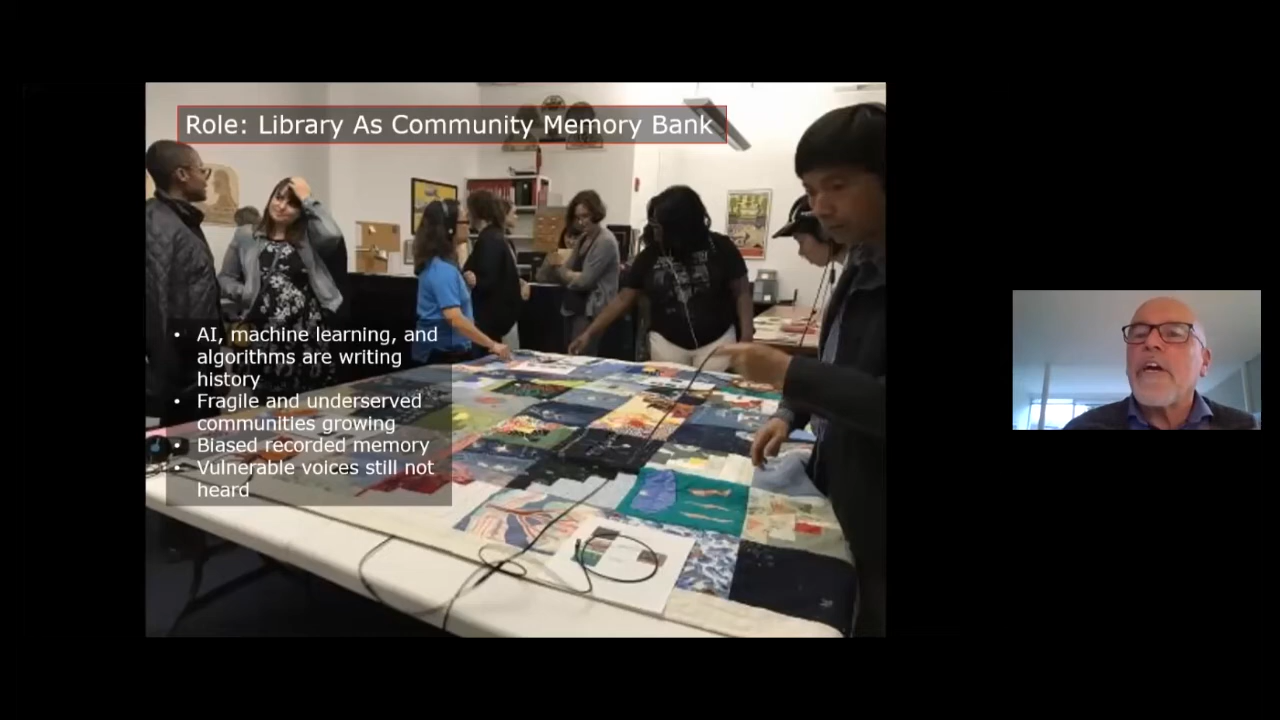 Role: Library As Community Memory Bank
• AI, machine learning, and
algorithms are writing
history
• Fragile and underserved
communities growing
• Biased recorded memory
• Vulnerable voices still not
heard